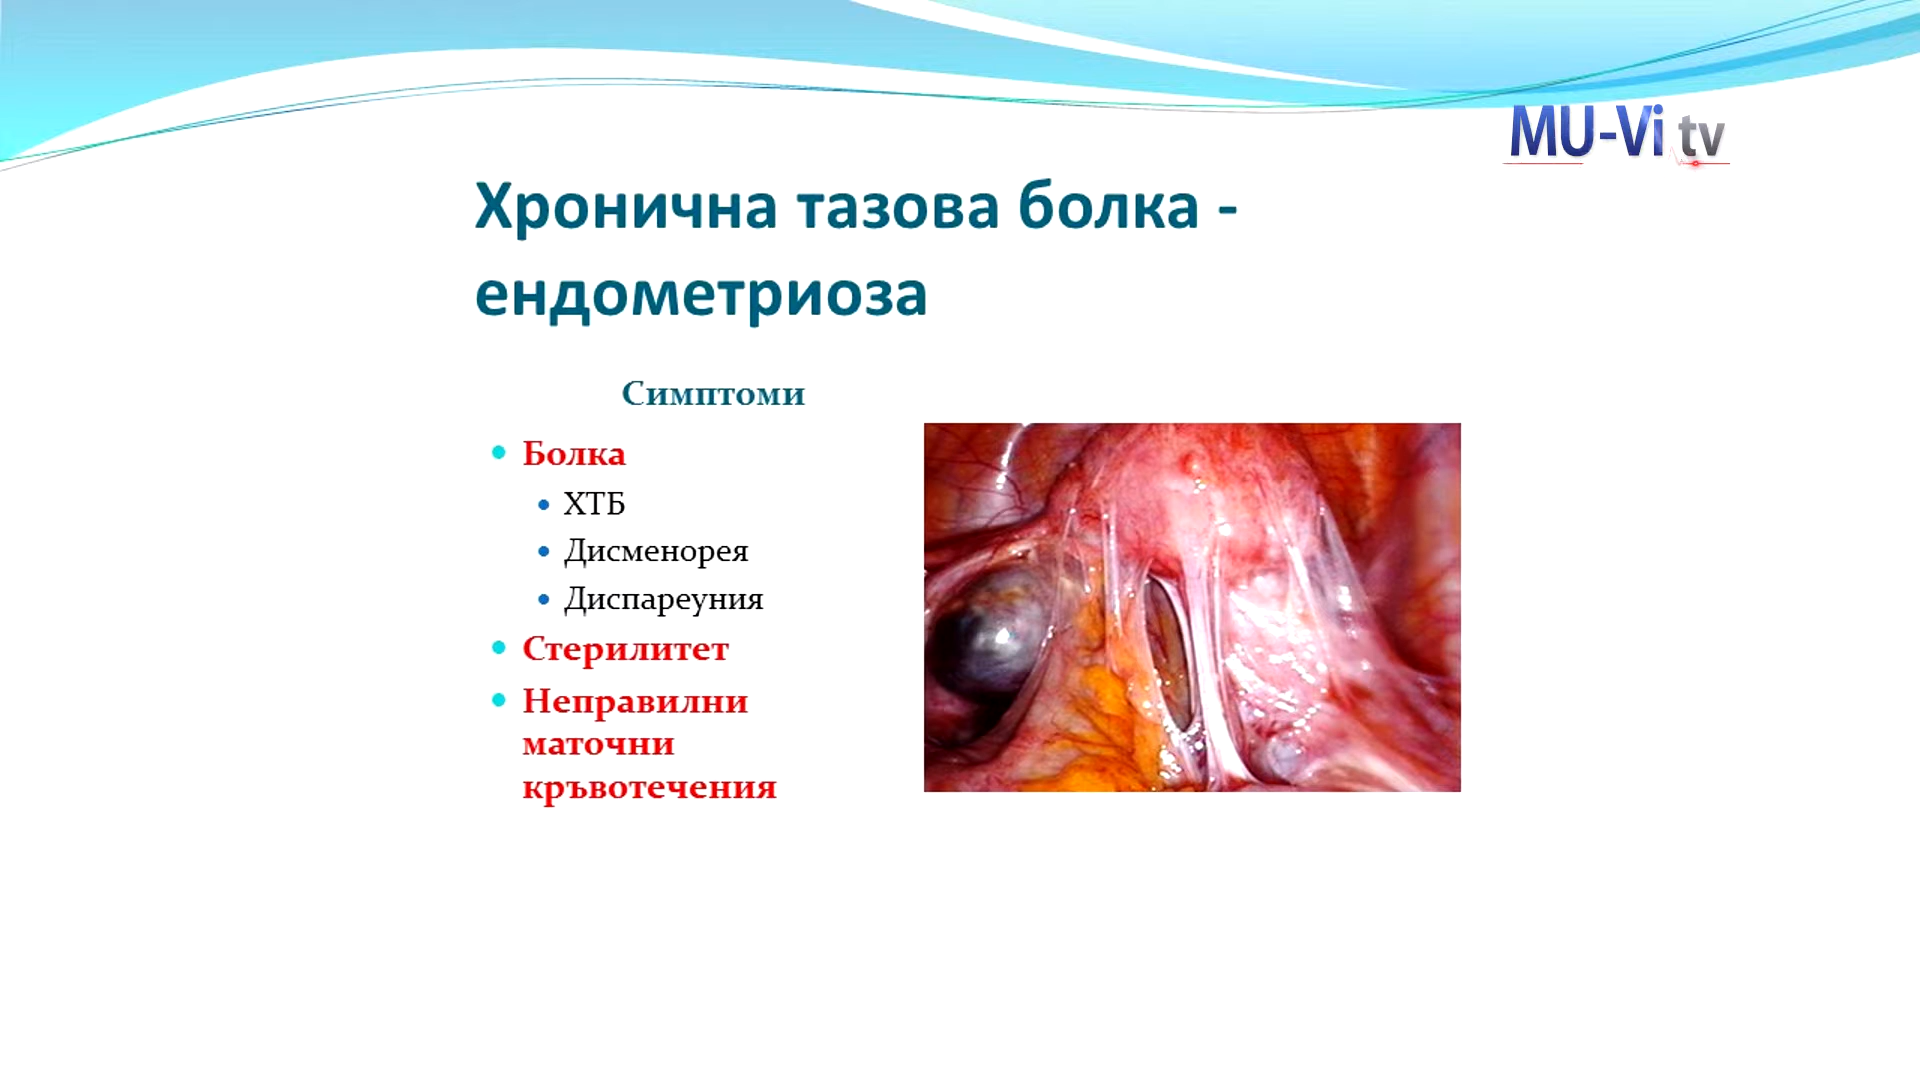 MU-Vi tv
Хронична тазова болка -
ендометриоза
Симптоми
Болка
ХТБ
Дисменорея
Диспареуния
Стерилитет
Неправилни
маточни
кръвотечения